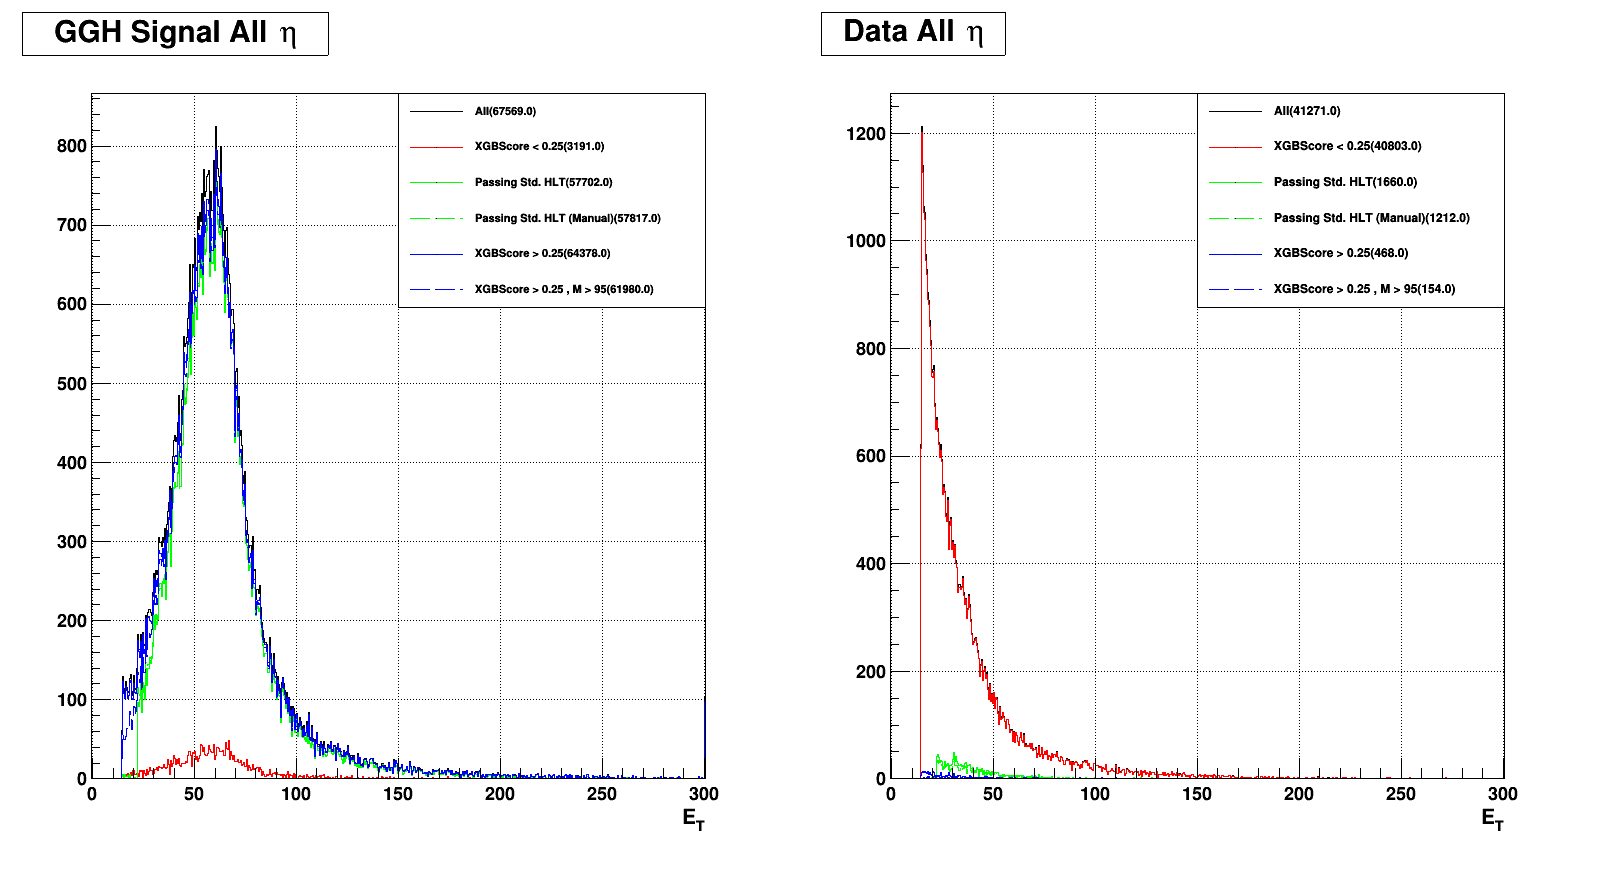 GGH Signal All η
All(67569.0)
XGBScore < 0.25(3191.0)
Passing Std. HLT(57702.0)
Passing Std. HLT (Manual)(57817.0)
XGBScore > 0.25(64378.0)
XGBScore > 0.25 , M > 95(61980.0)
800
700
600
500
400
300
200
100
0
0 50 100 150 200 250 300
E_T
Data All η
All(41271.0)
XGBScore < 0.25(40803.0)
Passing Std. HLT(1660.0)
Passing Std. HLT (Manual)(1212.0)
XGBScore > 0.25(468.0)
XGBScore > 0.25 , M > 95(154.0)
1200
1000
800
600
400
200
0
0 50 100 150 200 250 300
E_T